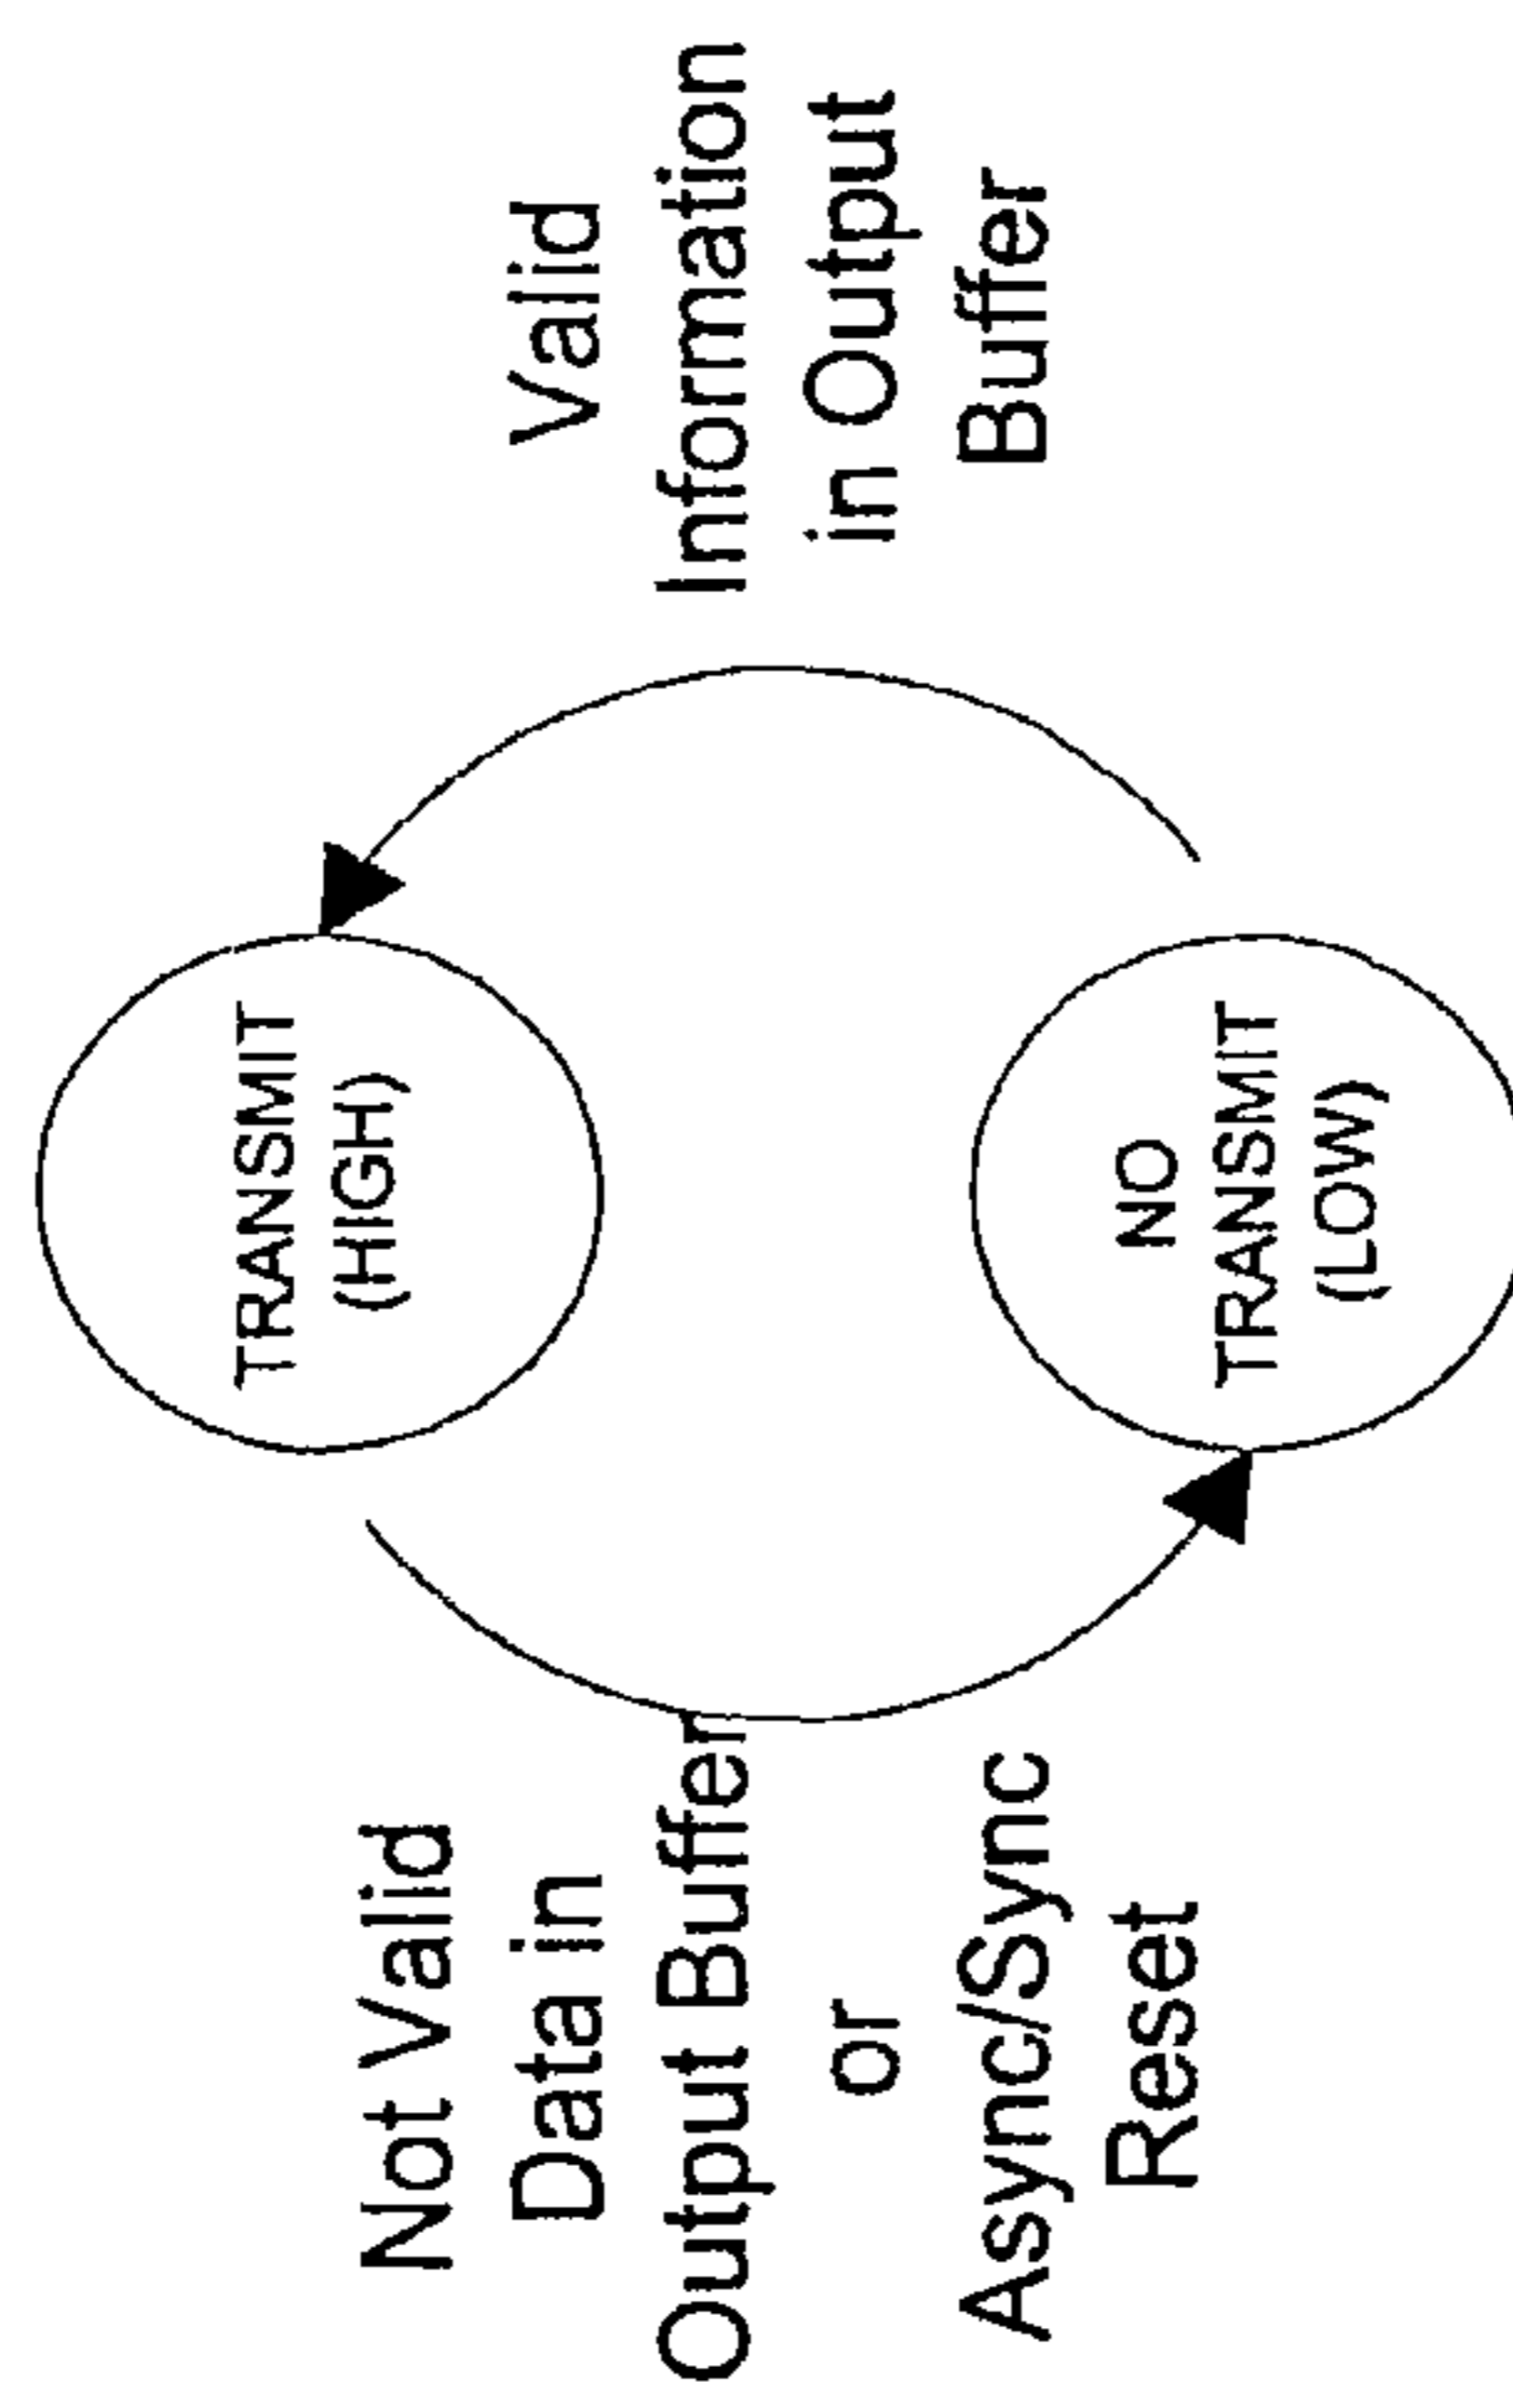 Not Valid
Data in
Output Buffer
or
Async/Sync
Reset
TRANSMIT
(HIGH)
NO
TRANSMIT
(LOW)
Valid
Information
in Output
Buffer